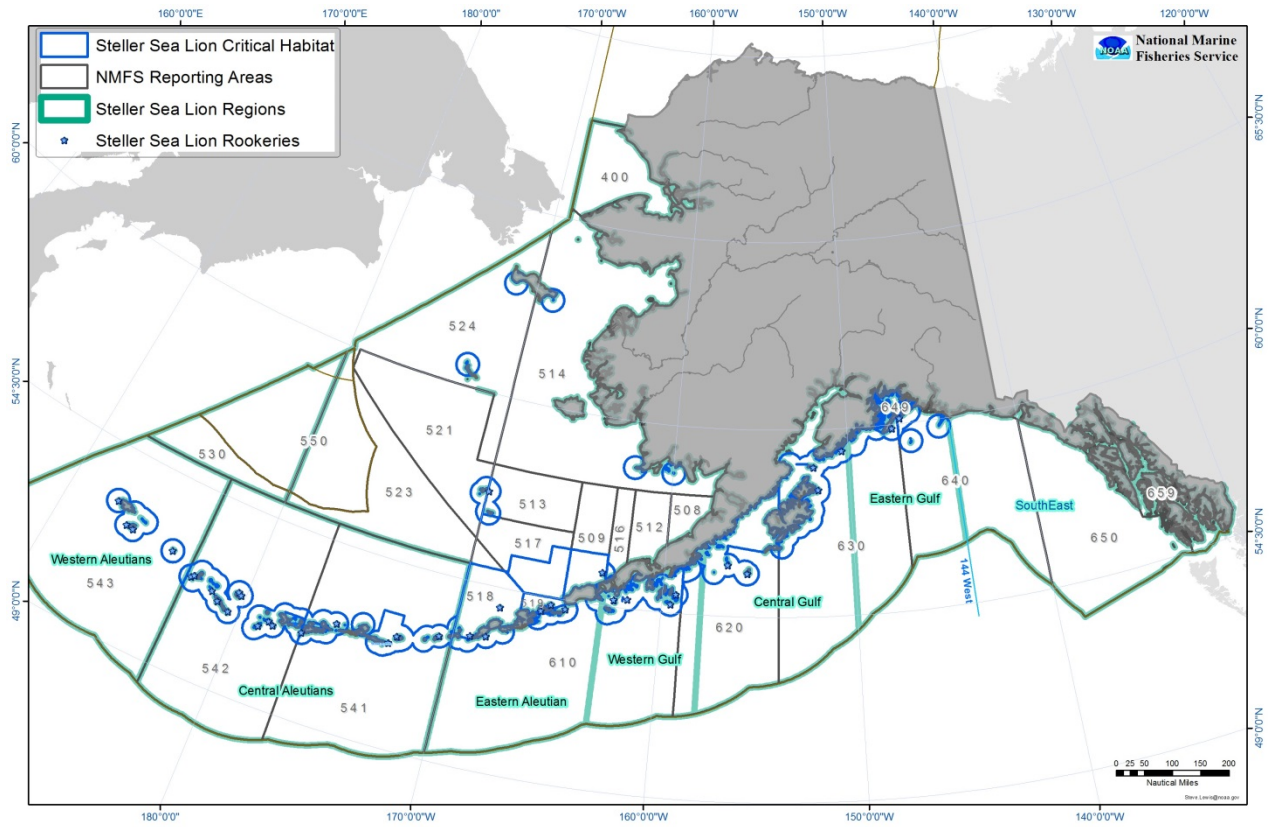 160°0'0"E
170°0'0"E
180°0'0"
170°0'0"W
160°0'0"W
150°0'0"W
140°0'0"W
130°0'0"W
120°0'0"W
Steller Sea Lion Critical Habitat
NMFS Reporting Areas
Steller Sea Lion Regions
Steller Sea Lion Rookeries
NOAA
National Marine
Fisheries Service
65°30'0"N
60°0'0"N
60°0'0"N
54°30'0"N
54°30'0"N
49°0'0"N
49°0'0"N
400
524
514
521
550
530
523
513
517
509
516
512
508
518
519
649
640
Eastern Gulf
659
SouthEast
650
630
144 West
Western Aleutians
543
542
Central Aleutians
541
610
Eastern Aleutian
Western Gulf
620
Central Gulf
0 25 50 100 150 200
Nautical Miles
Steve.Lewis@noaa.gov
180°0'0"
170°0'0"W
160°0'0"W
150°0'0"W
140°0'0"W